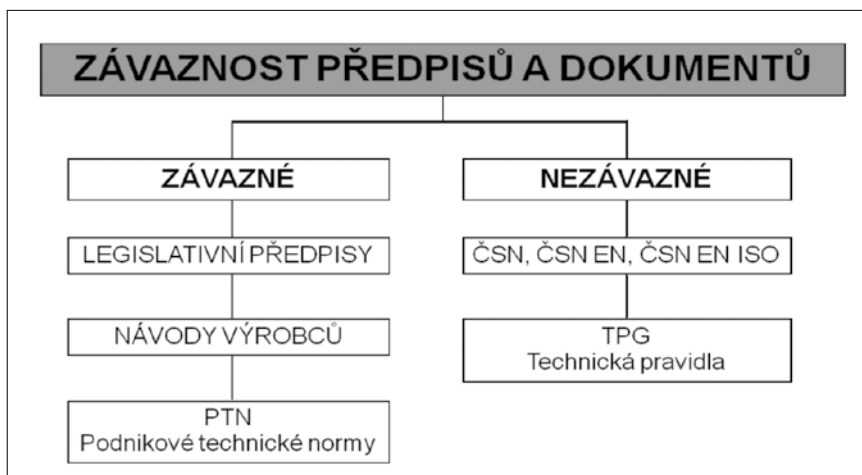 ZÁVAZNOST PŘEDPISŮ A DOKUMENTŮ
ZÁVAZNÉ
LEGISLATIVNÍ PŘEDPISY
NÁVODY VÝROBCŮ
PTN
Podnikové technické normy
NEZÁVAZNÉ
ČSN, ČSN EN, ČSN EN ISO
TPG
Technická pravidla